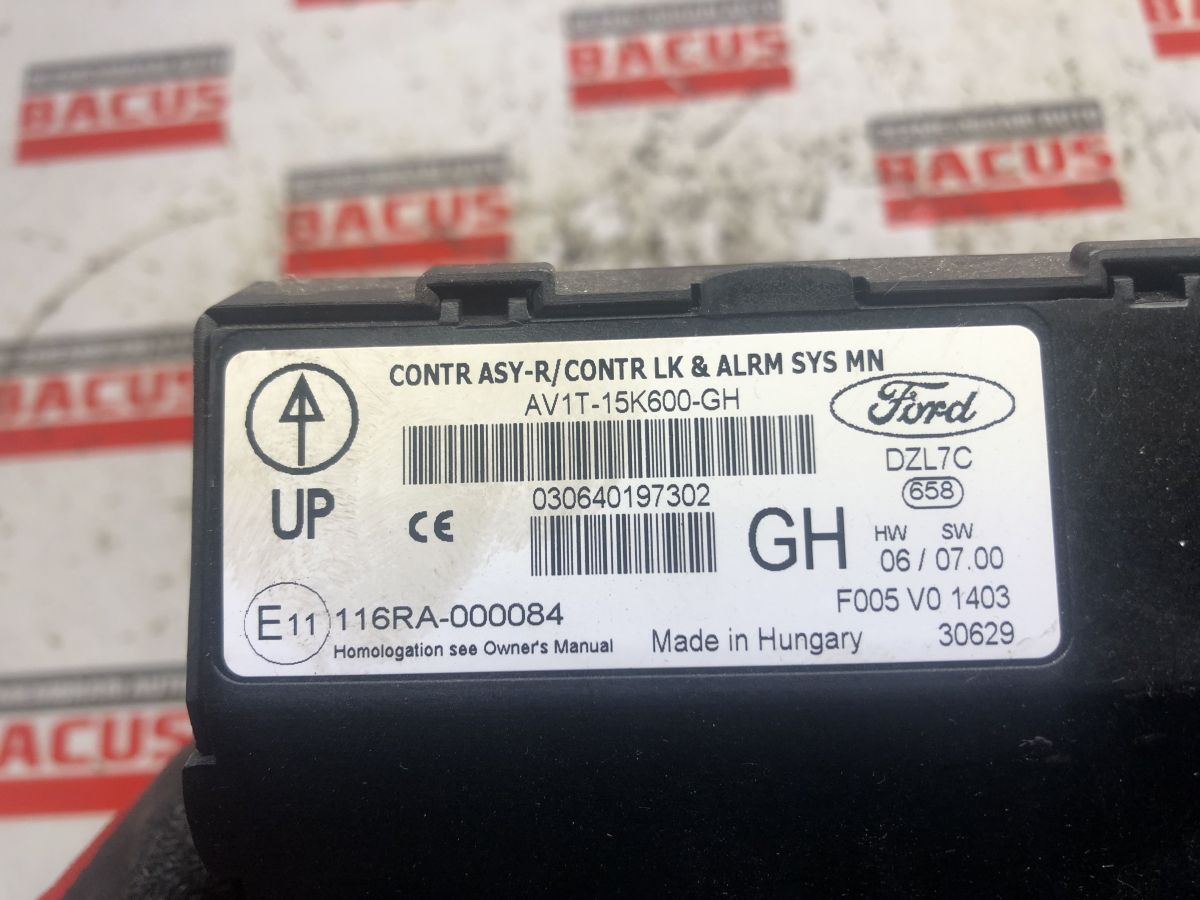 BACUS
BACUS
BACUS
BACUS
BACUS
ACUS
CONTR ASY-R/CONTR LK & ALRM SYS MN
AV1T-15K600-GH
Ford
DZL7C
658
030640197302
UP
CE
GH
HW SW
06 / 07.00
E11 116RA-000084
F005 V0 1403
Homologation see Owner's Manual
Made in Hungary
30629